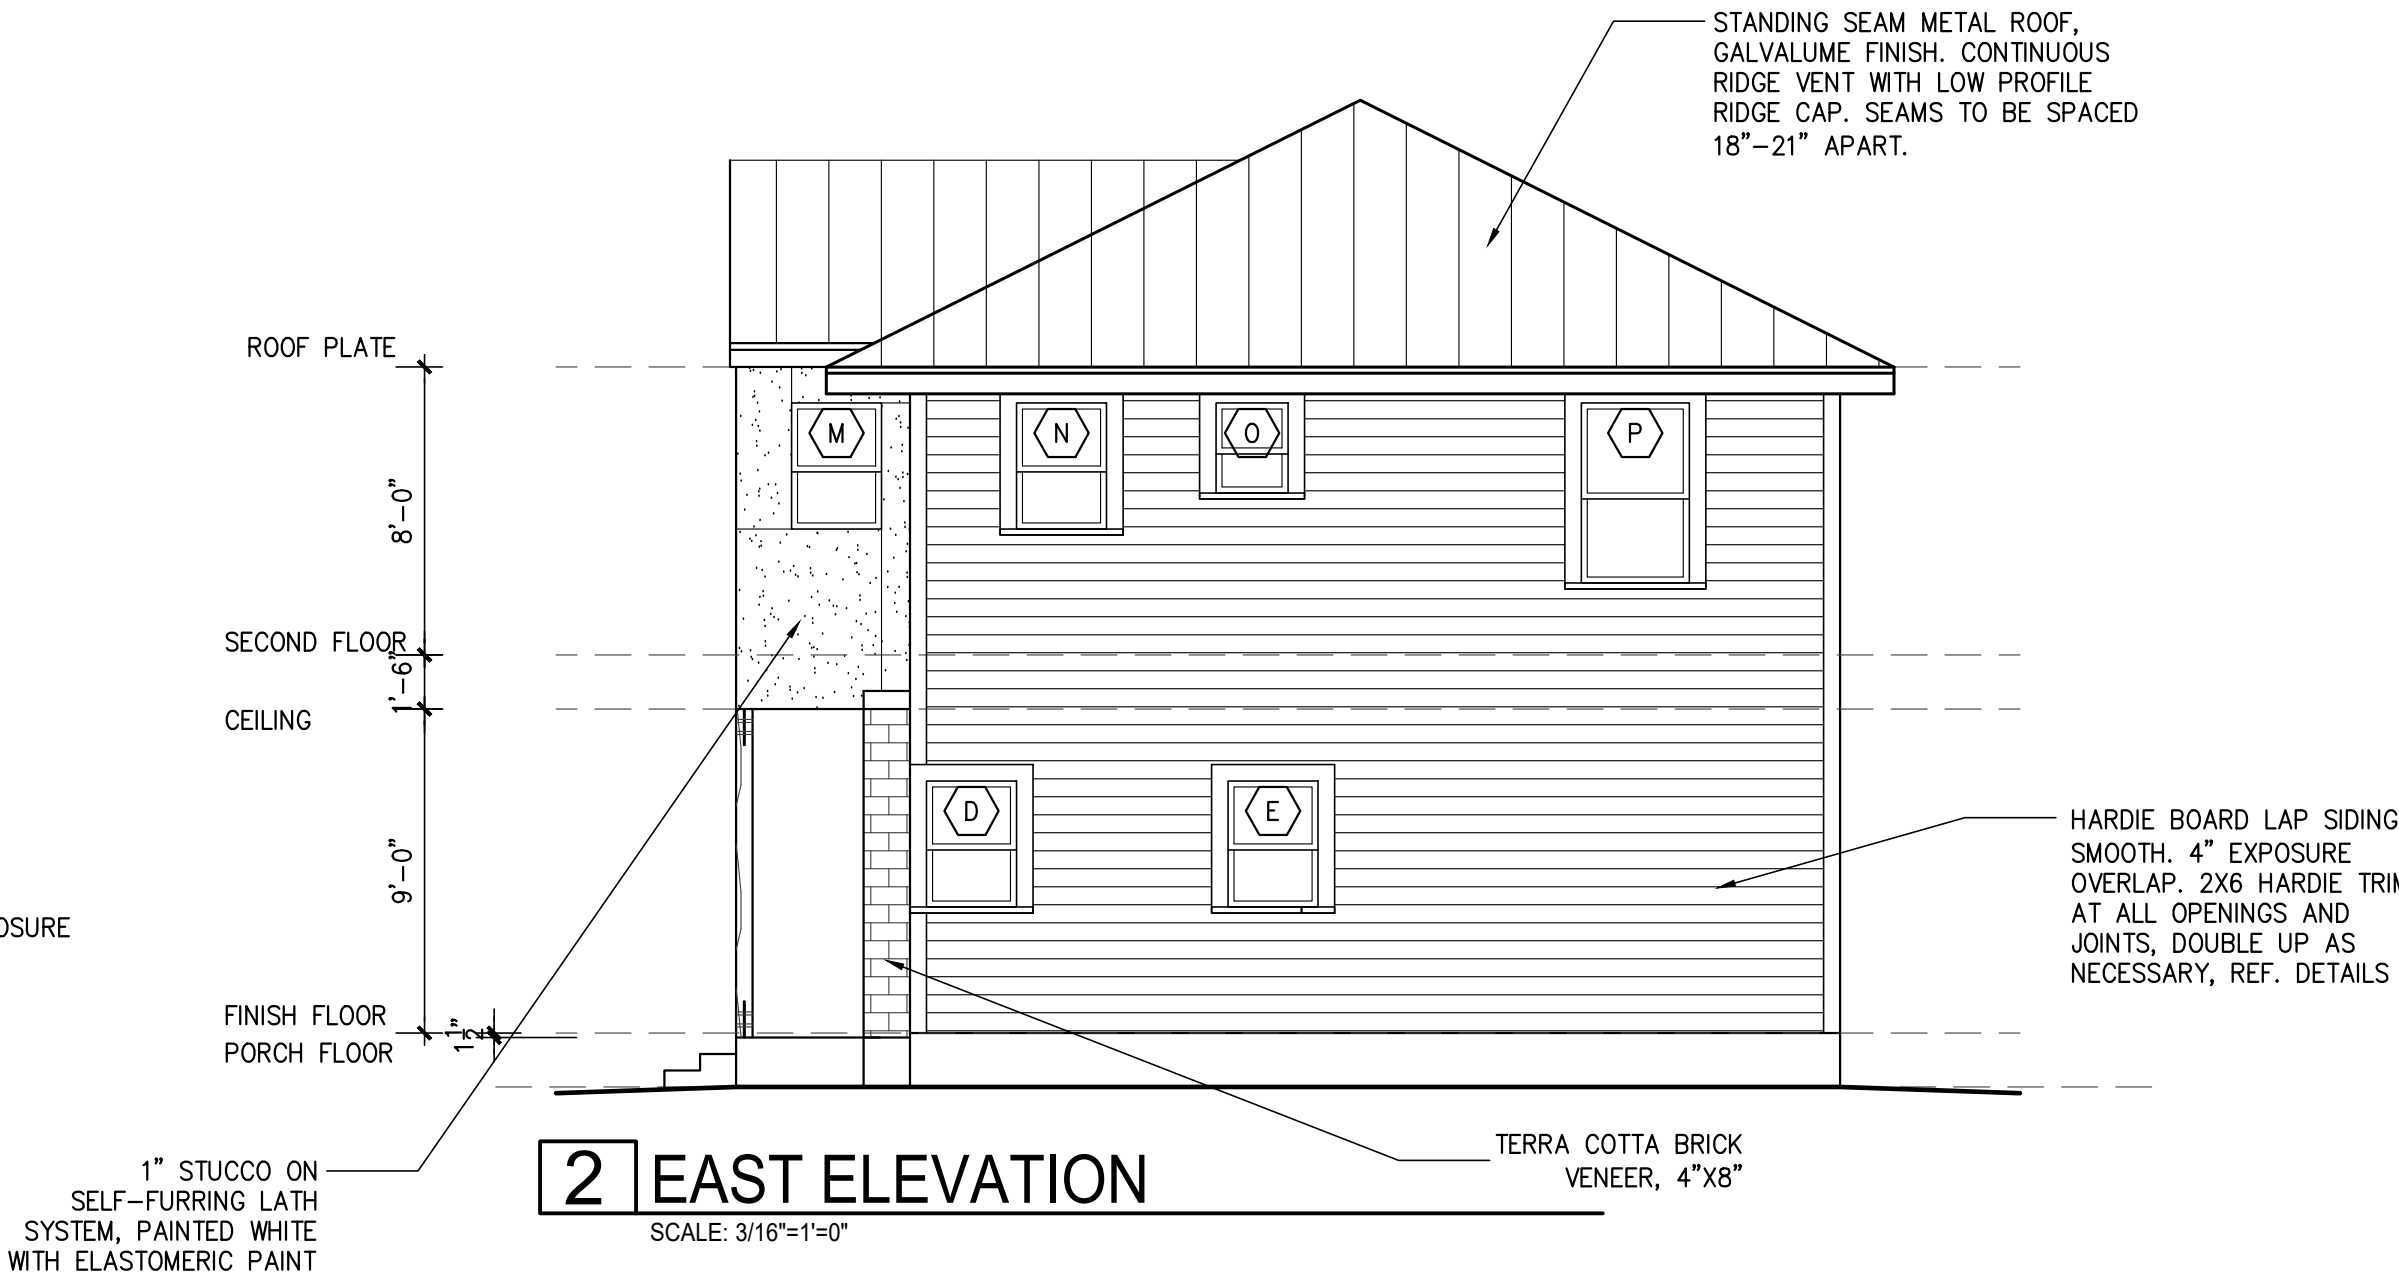 STANDING SEAM METAL ROOF,
GALVALUME FINISH. CONTINUOUS
RIDGE VENT WITH LOW PROFILE
RIDGE CAP. SEAMS TO BE SPACED
18”-21” APART.
ROOF PLATE
8'-0”
M
N
O
P
SECOND FLOOR
1'-6”
CEILING
9'-0”
D
E
HARDIE BOARD LAP SIDING
SMOOTH. 4” EXPOSURE
OVERLAP. 2X6 HARDIE TRIM
AT ALL OPENINGS AND
JOINTS, DOUBLE UP AS
NECESSARY, REF. DETAILS
OSURE
FINISH FLOOR
1 1/2”
PORCH FLOOR
1” STUCCO ON
SELF-FURRING LATH
SYSTEM, PAINTED WHITE
WITH ELASTOMERIC PAINT
TERRA COTTA BRICK
VENEER, 4”X8”
2 EAST ELEVATION
SCALE: 3/16"=1'=0"